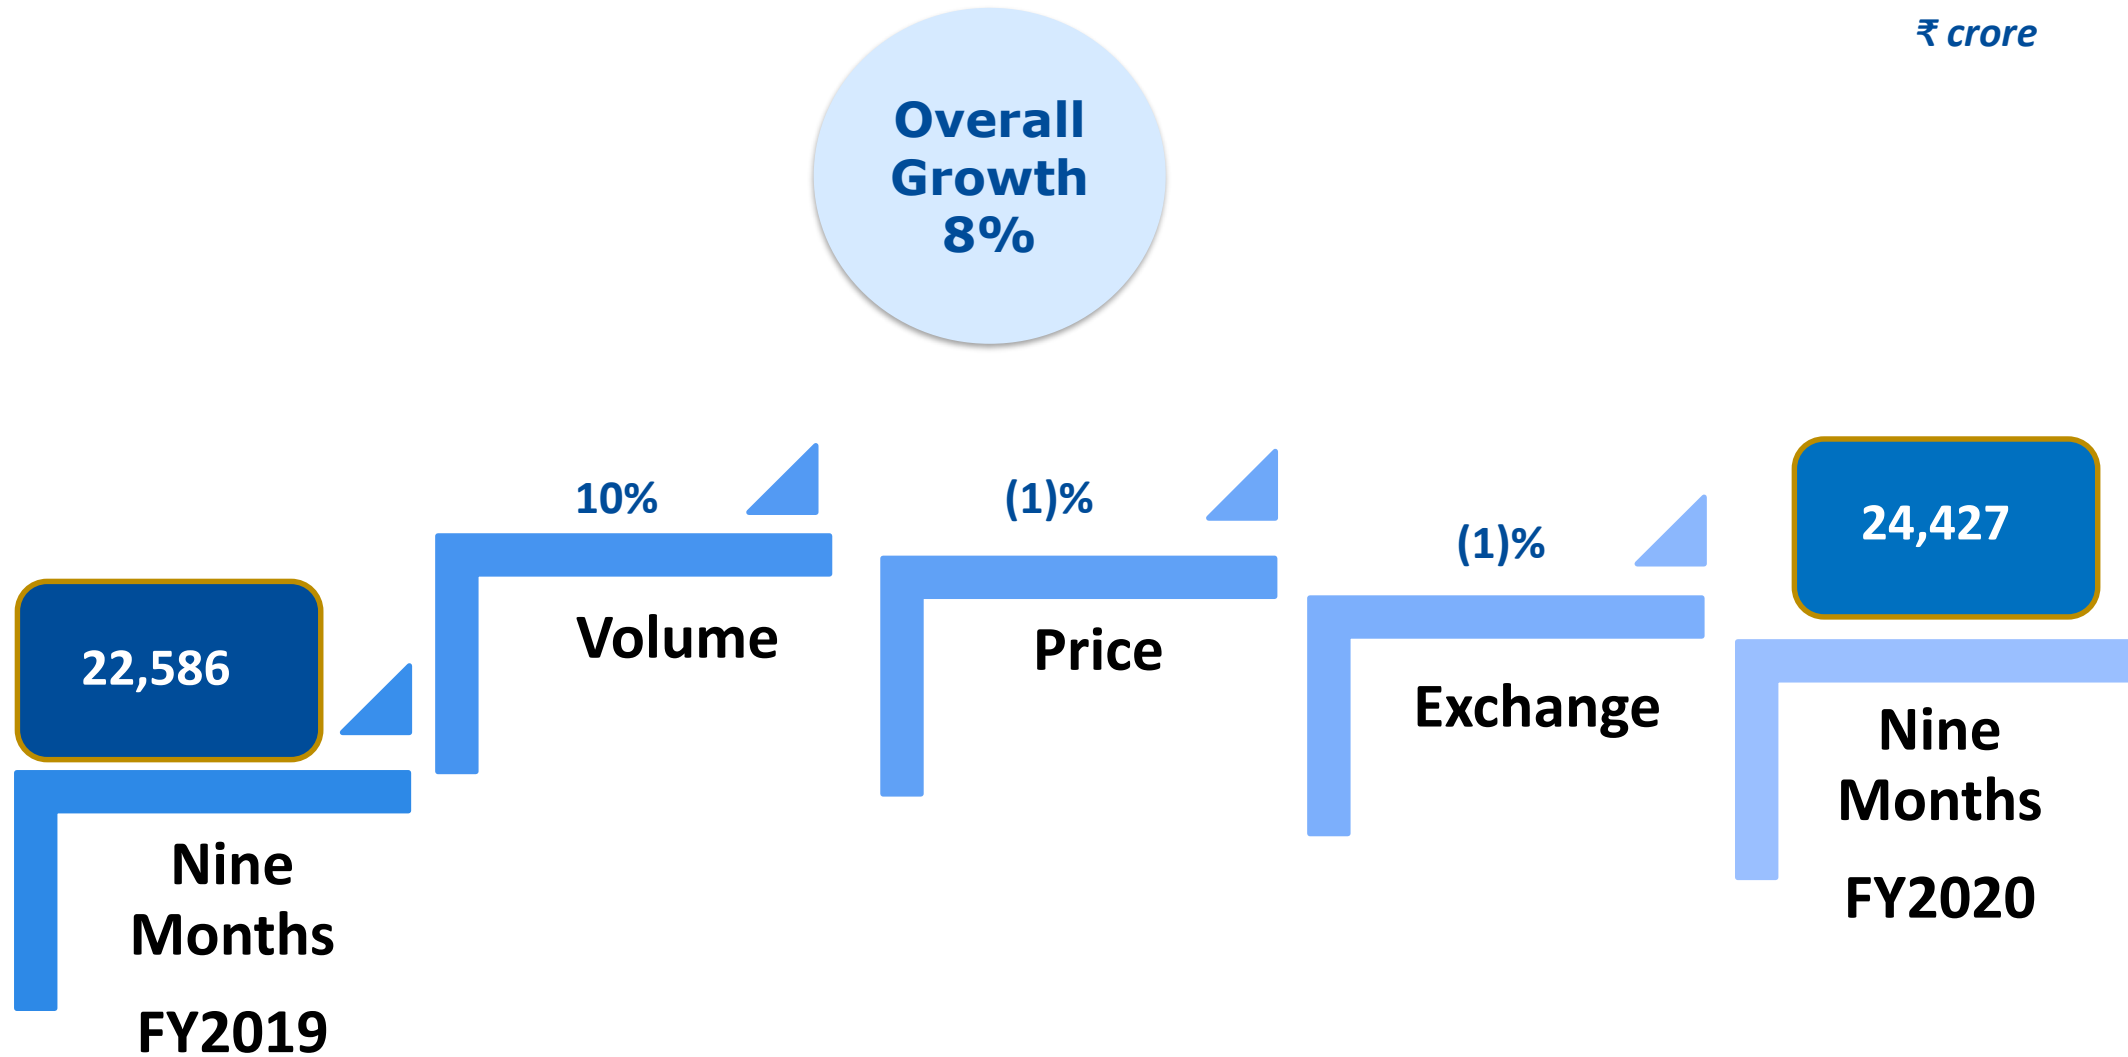 ₹ crore
Overall
Growth
8%
10%
(1)%
(1)%
24,427
22,586
Volume
Price
Exchange
Nine
Months
FY2020
Nine
Months
FY2019